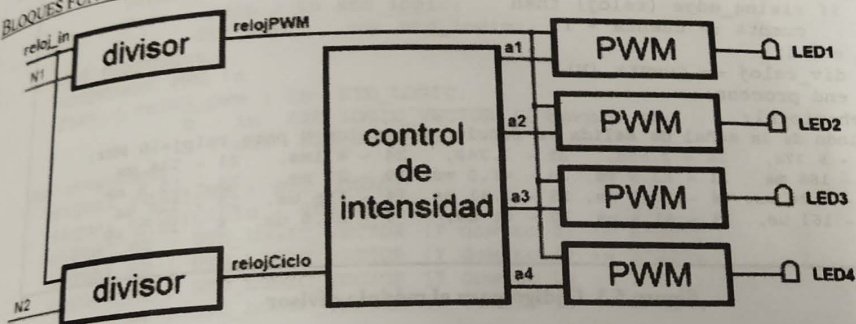 BLOQUES
reloj_in
N1
divisor
relojPWM
a1
PWM
LED1
a2
PWM
LED2
control
de
intensidad
a3
PWM
LED3
N2
divisor
relojCiclo
a4
PWM
LED4